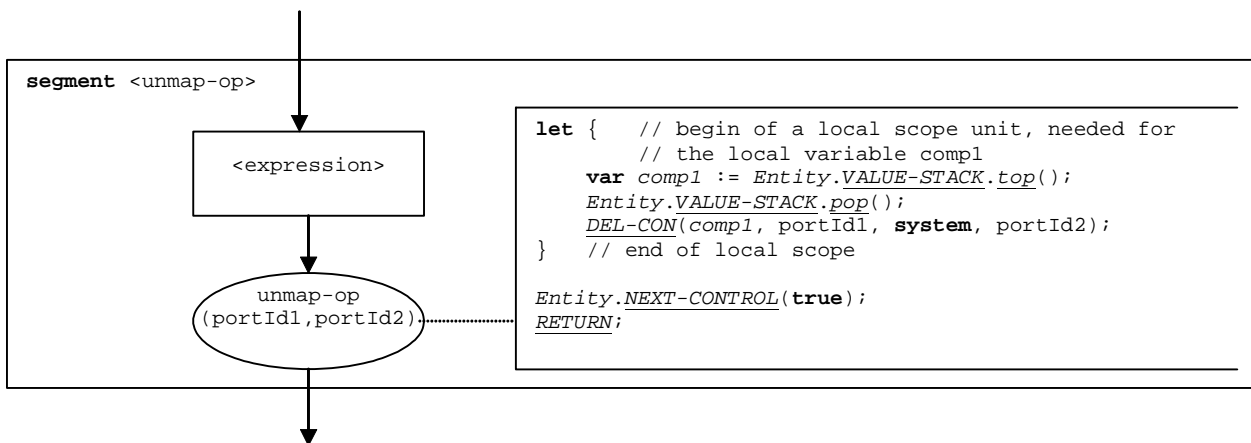 segment <unmap-op>
<expression>
unmap-op
(portId1,portId2)
let { // begin of a local scope unit, needed for
// the local variable comp1
var comp1 := Entity.VALUE-STACK.top();
Entity.VALUE-STACK.pop();
DEL-CON(comp1, portId1, system, portId2);
} // end of local scope
Entity.NEXT-CONTROL(true);
RETURN;